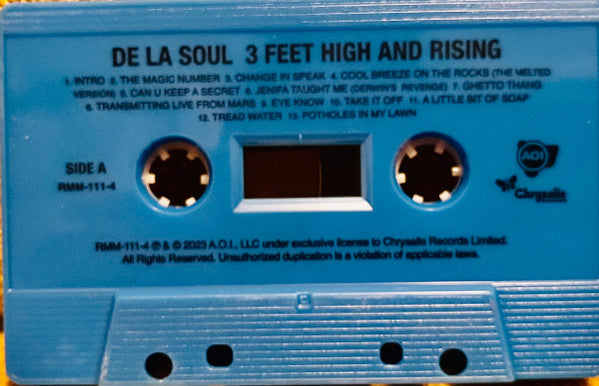 DE LA SOUL 3 FEET HIGH AND RISING
1. INTRO 2. THE MAGIC NUMBER 3. CHANGE IN SPEAK 4. COOL BREEZE ON THE ROCKS (THE MELTED
VERSION) 5. CAN U KEEP A SECRET 6. JENIFA TAUGHT ME (DERWIN'S REVENGE) 7. GHETTO THANG
8. TRANSMITTING LIVE FROM MARS 9. EYE KNOW 10. TAKE IT OFF 11. A LITTLE BIT OF SOAP
12. TREAD WATER 13. POTHOLES IN MY LAWN
SIDE A
RMM-111-4
AOI
Chrysalis
RMM-111-4 ℗ & © 2023 A.O.I., LLC under exclusive license to Chrysalis Records Limited.
All Rights Reserved. Unauthorized duplication is a violation of applicable laws.